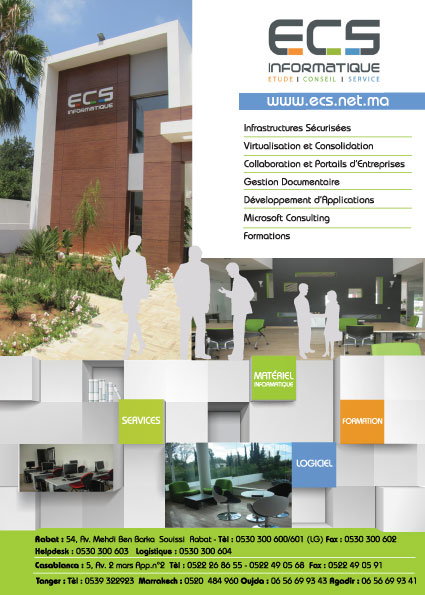 ECS
INFORMATIQUE
ECS
INFORMATIQUE
ETUDE | CONSEIL | SERVICE
www.ecs.net.ma
Infrastructures Sécurisées
Virtualisation et Consolidation
Collaboration et Portails d'Entreprises
Gestion Documentaire
Développement d'Applications
Microsoft Consulting
Formations
MATÉRIEL
INFORMATIQUE
SERVICES
FORMATION
LOGICIEL
Rabat : 54, Av. Mehdi Ben Barka Souissi Rabat - Tèl : 0530 300 600/601 (LG) Fax : 0530 300 602
Helpdesk : 0530 300 603 Logistique : 0530 300 604
Casablanca : 5, Av. 2 mars App.n°2 Tèl : 0522 26 86 55 - 0522 49 05 68 Fax : 0522 49 05 91
Tanger : Tèl : 0539 322923 Marrakech : 0520 484 960 Oujda : 06 56 69 93 43 Agadir : 06 56 69 93 41